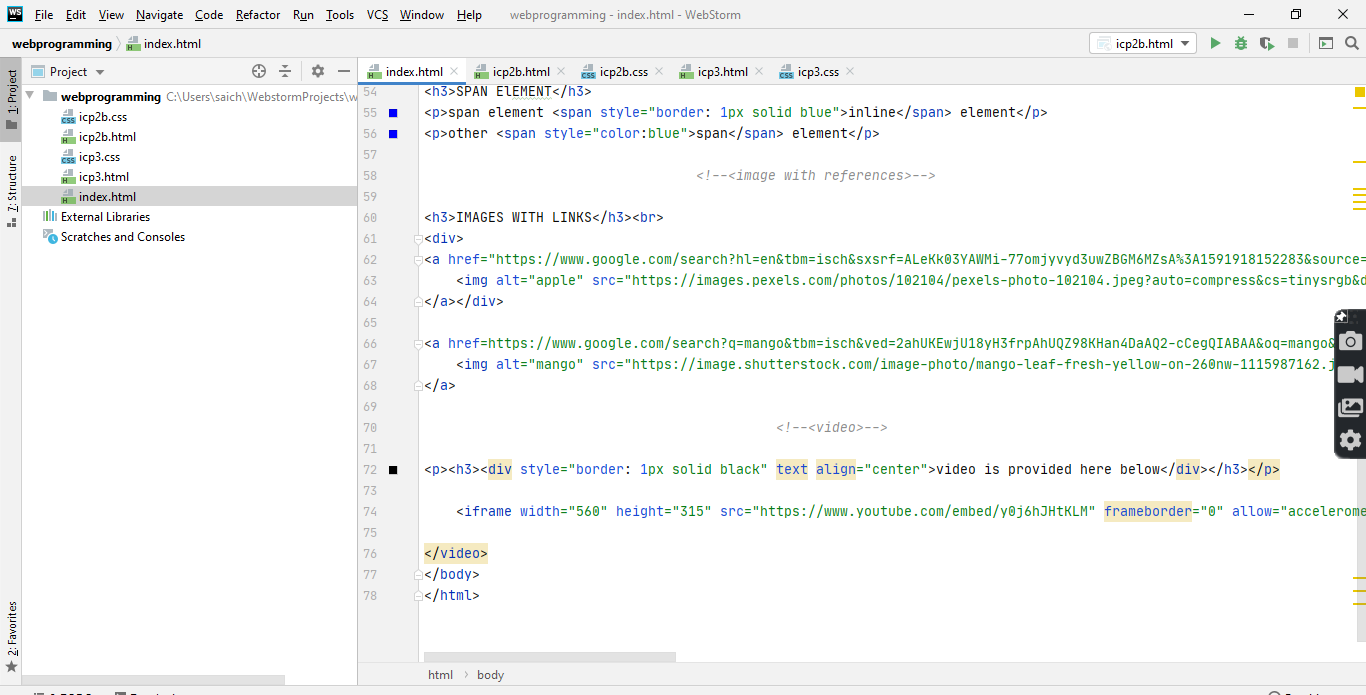 WS File Edit View Navigate Code Refactor Run Tools VCS Window Help webprogramming - index.html - WebStorm
webprogramming index.html icp2b.html
1: Project
Project
index.html icp2b.html icp2b.css icp3.html icp3.css
webprogramming C:\Users\saich\WebstormProjects\w
icp2b.css
icp2b.html
icp3.css
icp3.html
index.html
External Libraries
Scratches and Consoles
7: Structure
2: Favorites
54 <h3>SPAN ElEMENT</h3>
55 <p>span element <span style="border: 1px solid blue">inline</span> element</p>
56 <p>other <span style="color:blue">span</span> element</p>
57
58 <!--<image with references>-->
59
60 <h3>IMAGES WITH LINKS</h3><br>
61 <div>
62 <a href="https://www.google.com/search?hl=en&tbm=isch&sxsrf=ALeKk03YAWMi-77omjyvyd3uwZBGM6MZsA%3A1591918152283&source=
63 <img alt="apple" src="https://images.pexels.com/photos/102104/pexels-photo-102104.jpeg?auto=compress&cs=tinysrgb&d
64 </a></div>
65
66 <a href=https://www.google.com/search?q=mango&tbm=isch&ved=2ahUKEwjU18yH3frpAhUQZ98KHan4DaAQ2-cCegQIABAA&oq=mango&
67 <img alt="mango" src="https://image.shutterstock.com/image-photo/mango-leaf-fresh-yellow-on-260nw-1115987162.j
68 </a>
69
70 <!--<video>-->
71
72 <p><h3><div style="border: 1px solid black" text align="center">video is provided here below</div></h3></p>
73
74 <iframe width="560" height="315" src="https://www.youtube.com/embed/y0j6hJHtKLM" frameborder="0" allow="accelerome
75
76 </video>
77 </body>
78 </html>
html body